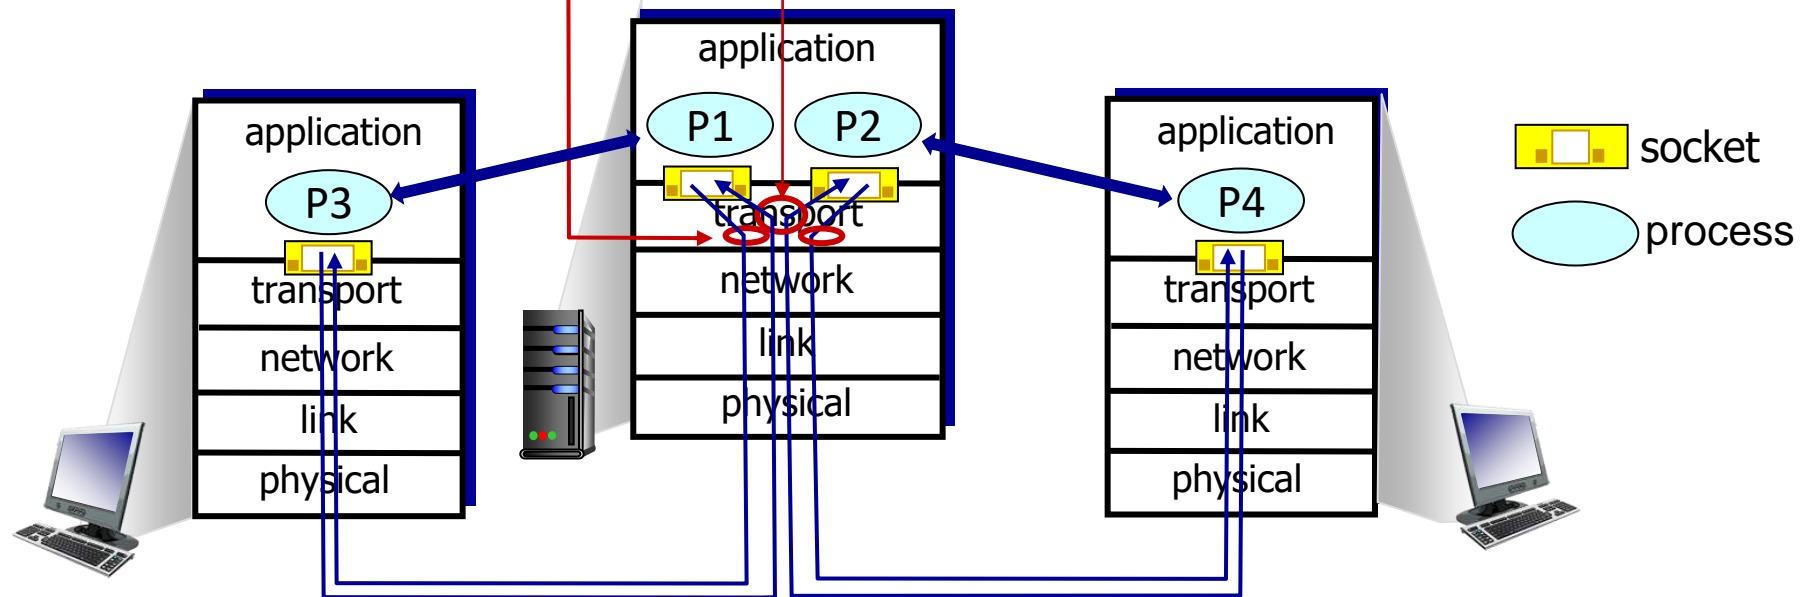 application
P3
transport
network
link
physical
application
P1
P2
transport
network
link
physical
application
P4
transport
network
link
physical
socket
process